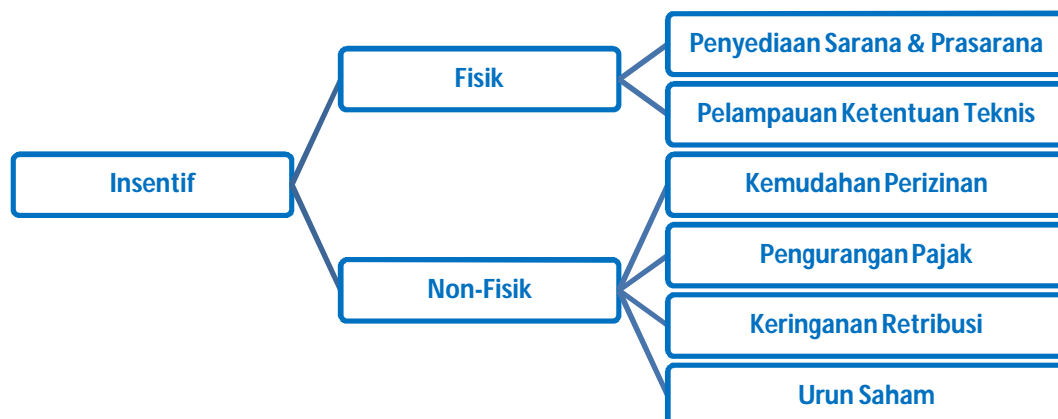 Insentif
Fisik
Penyediaan Sarana & Prasarana
Pelampauan Ketentuan Teknis
Non-Fisik
Kemudahan Perizinan
Pengurangan Pajak
Keringanan Retribusi
Urun Saham